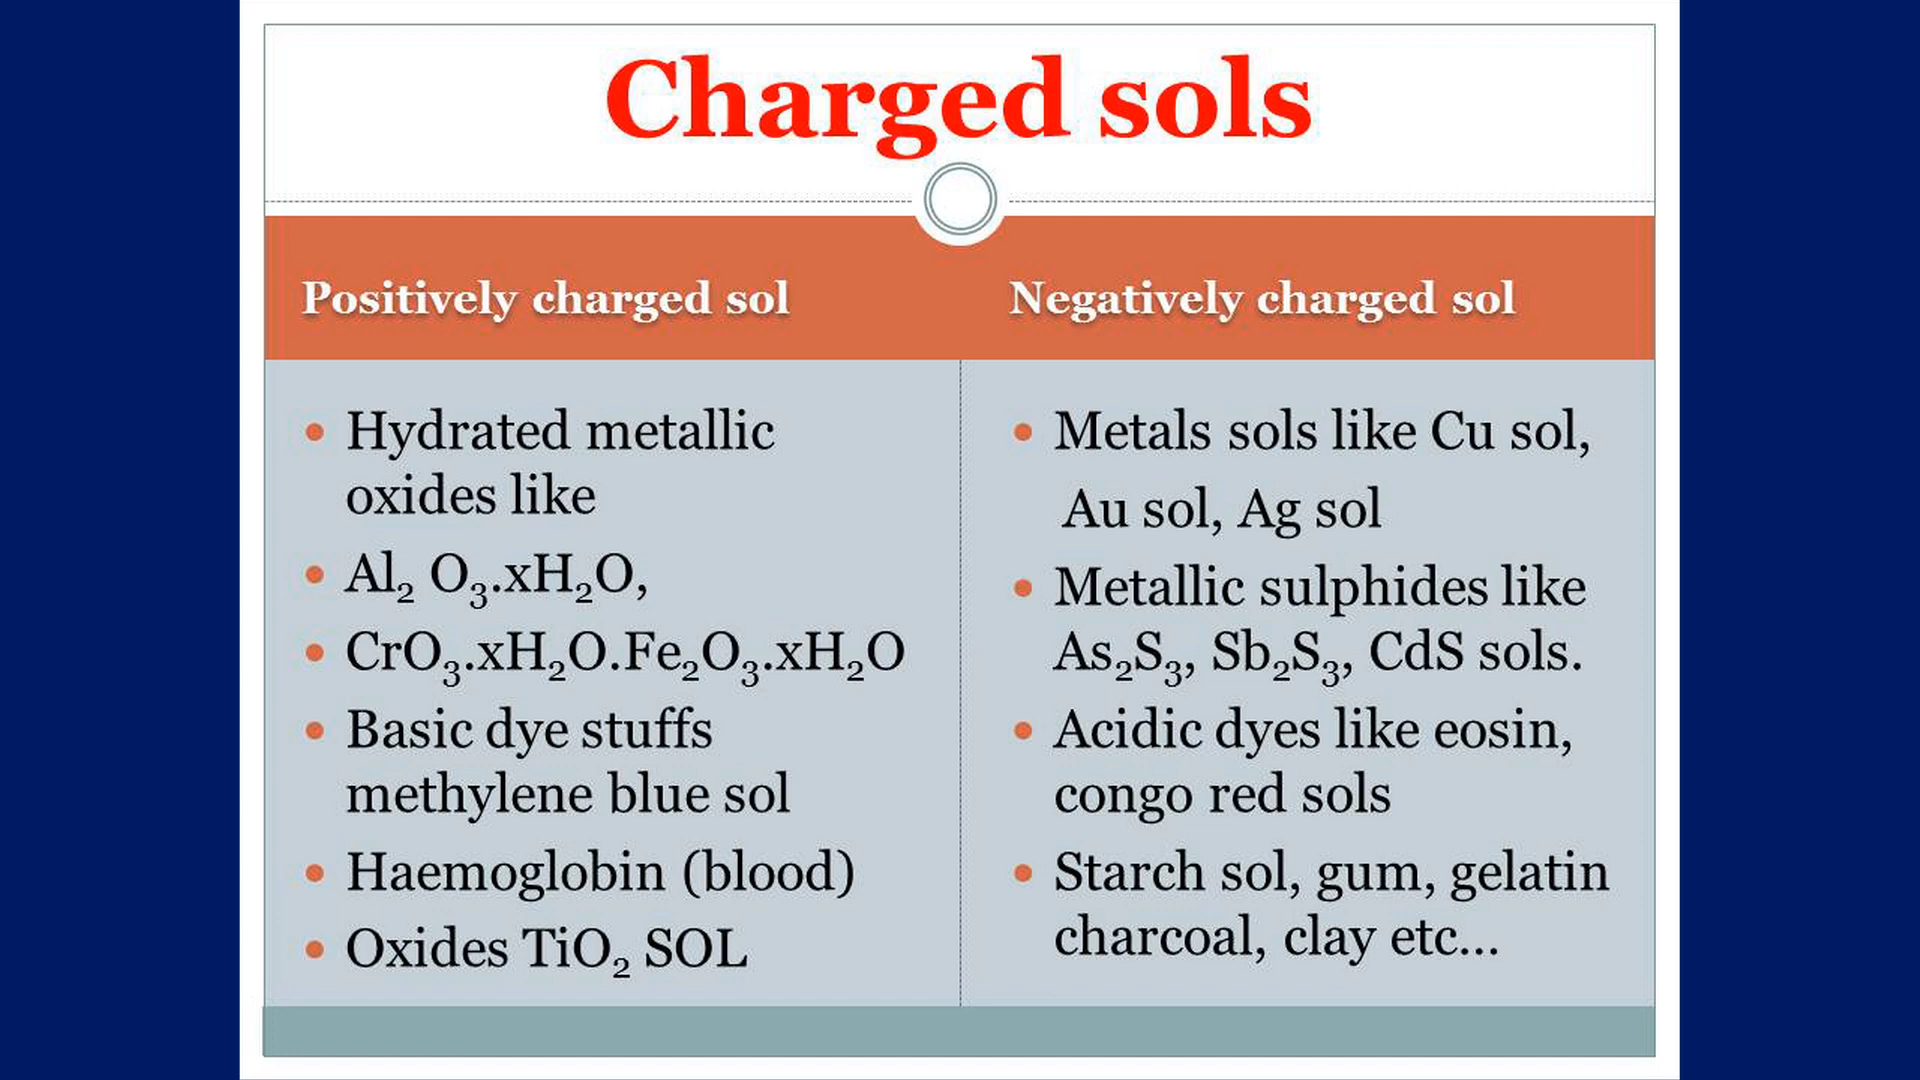 Charged sols
Positively charged sol
Negatively charged sol
• Hydrated metallic
oxides like
• Al₂ O₃.xH₂O,
• CrO₃.xH₂O.Fe₂O₃.xH₂O
• Basic dye stuffs
methylene blue sol
• Haemoglobin (blood)
• Oxides TiO₂ SOL
• Metals sols like Cu sol,
Au sol, Ag sol
• Metallic sulphides like
As₂S₃, Sb₂S₃, CdS sols.
• Acidic dyes like eosin,
congo red sols
• Starch sol, gum, gelatin
charcoal, clay etc...